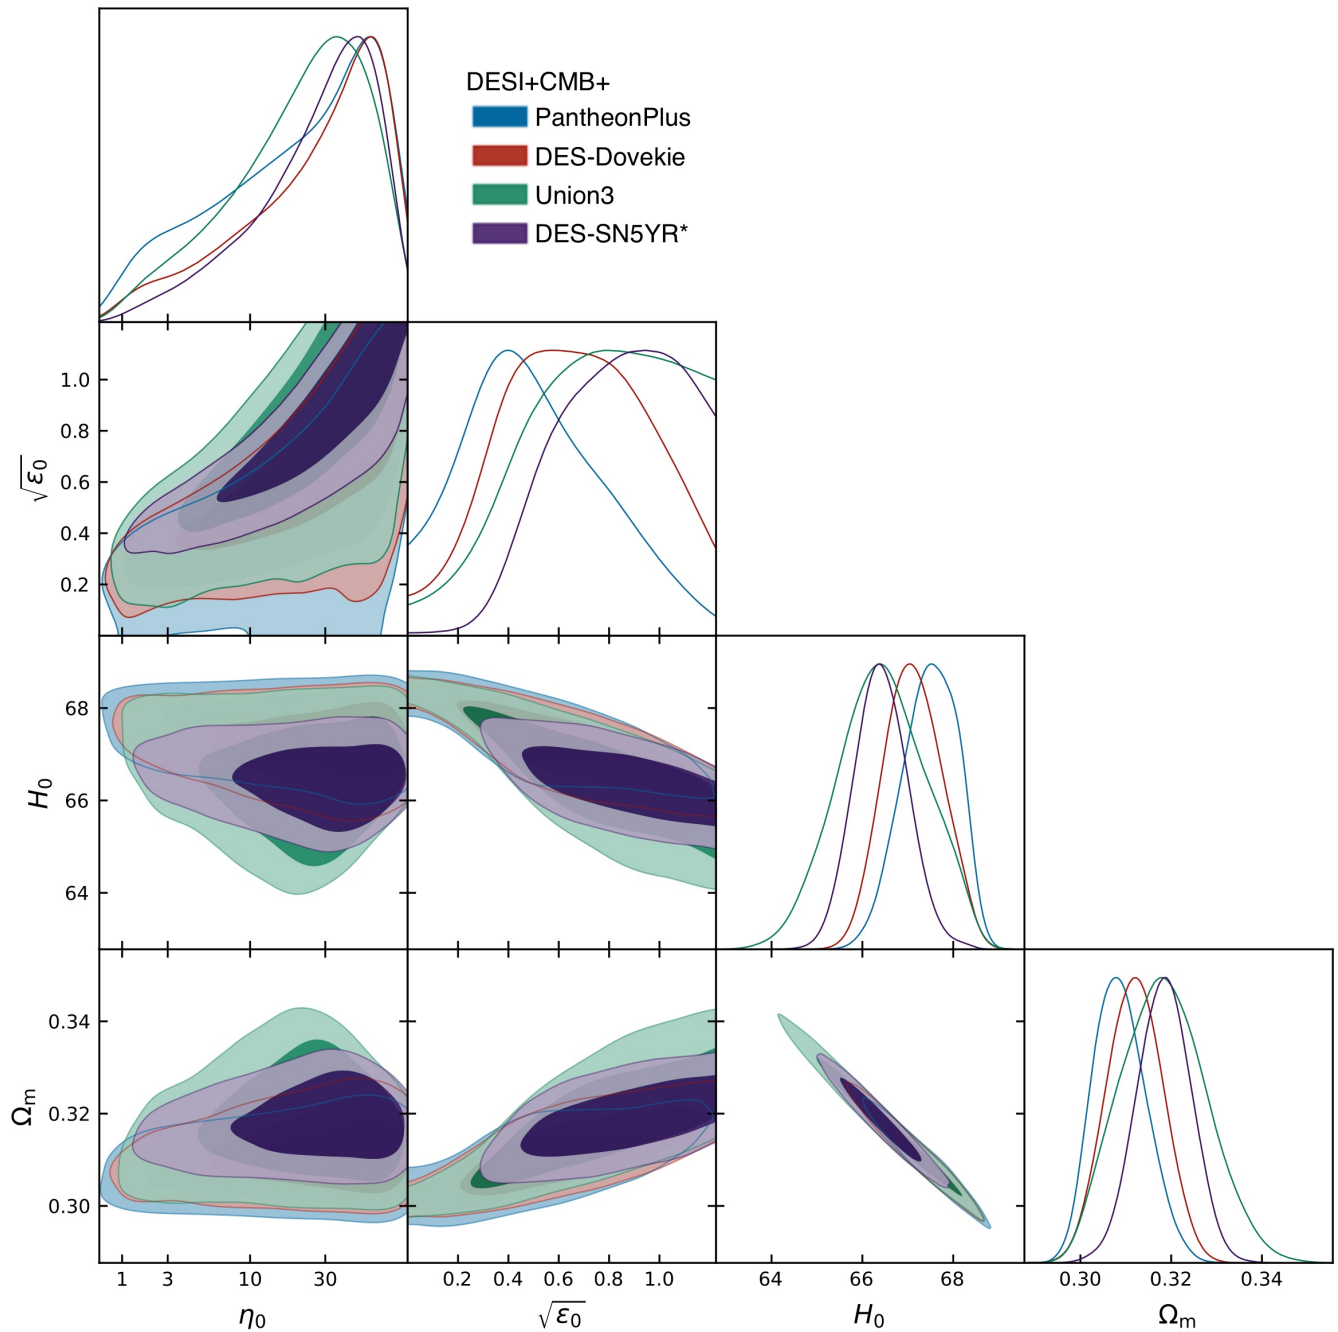 DESI+CMB+
PantheonPlus
DES-Dovekie
Union3
DES-SN5YR*
1.0
0.8
0.6
0.4
0.2
√ε₀
68
66
64
H₀
0.34
0.32
0.30
Ωₘ
1 3 10 30
0.2 0.4 0.6 0.8 1.0
64 66 68
0.30 0.32 0.34
η₀
√ε₀
H₀
Ωₘ